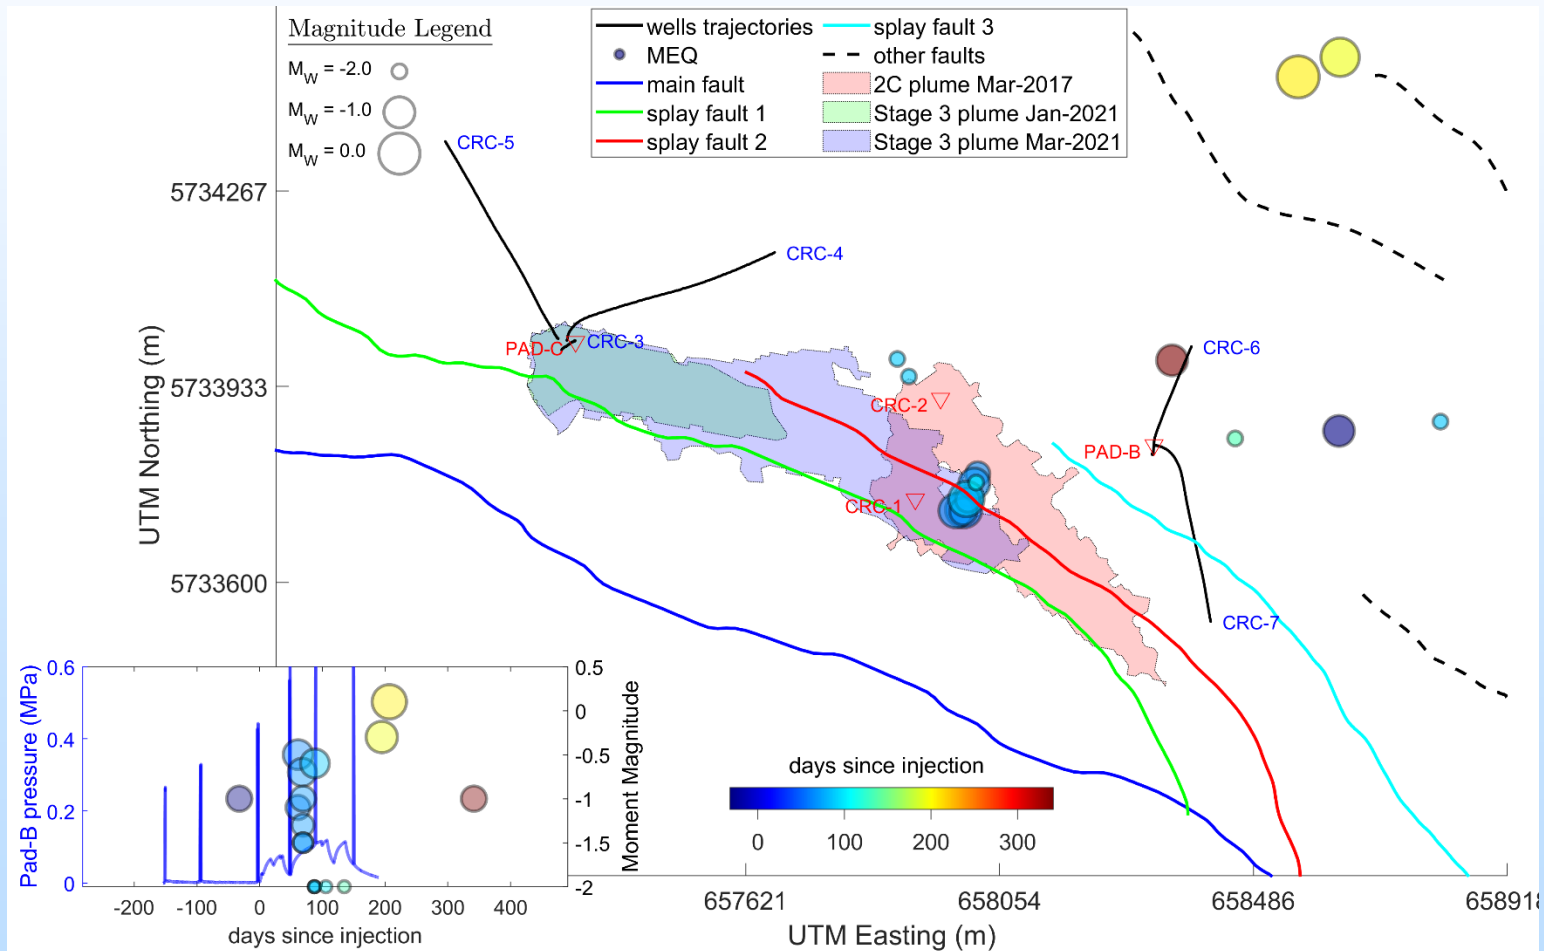 Magnitude Legend
M_W = -2.0
M_W = -1.0
M_W = 0.0
wells trajectories
MEQ
main fault
splay fault 1
splay fault 2
splay fault 3
other faults
2C plume Mar-2017
Stage 3 plume Jan-2021
Stage 3 plume Mar-2021
CRC-5
CRC-4
PAD-C
CRC-3
CRC-2
CRC-1
PAD-B
CRC-6
CRC-7
UTM Northing (m)
5734267
5733933
5733600
Pad-B pressure (MPa)
0.6
0.4
0.2
0
0.5
0
-0.5
-1
-1.5
-2
Moment Magnitude
-200
-100
0
100
200
300
400
days since injection
days since injection
0
100
200
300
657621
658054
658486
658918
UTM Easting (m)